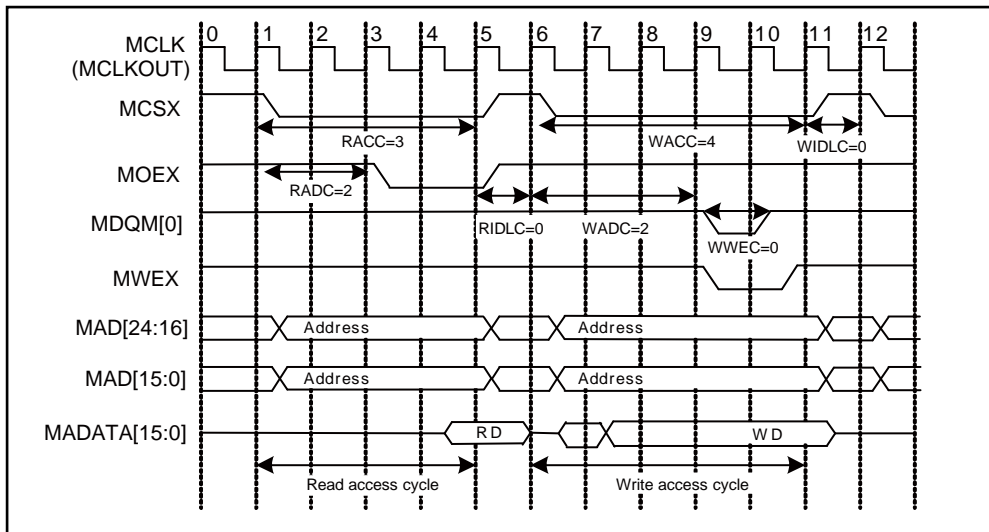 0 1 2 3 4 5 6 7 8 9 10 11 12
MCLK
(MCLKOUT)
MCSX
RACC=3
WACC=4
WIDLC=0
MOEX
RADC=2
MDQM[0]
RIDLC=0
WADC=2
WWEC=0
MWEX
MAD[24:16]
Address
Address
MAD[15:0]
Address
Address
MADATA[15:0]
RD
WD
Read access cycle
Write access cycle